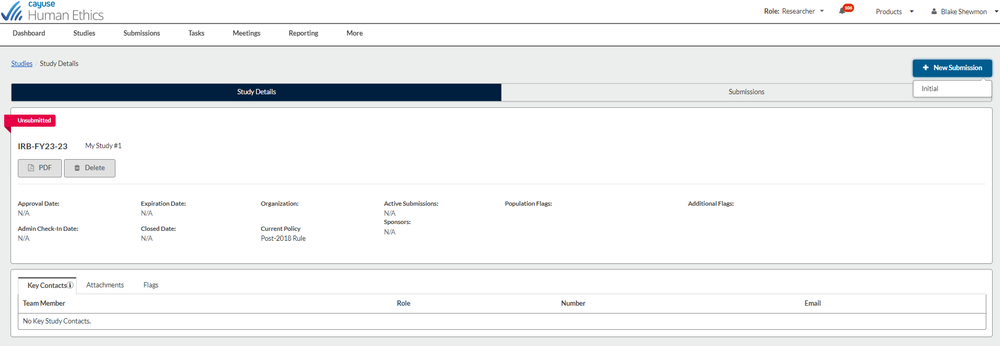 cayuse
Human Ethics
Role: Researcher
106
Products
Blake Shewmon
Dashboard
Studies
Submissions
Tasks
Meetings
Reporting
More
Studies / Study Details
New Submission
Initial
Study Details
Submissions
Unsubmitted
IRB-FY23-23 My Study #1
PDF
Delete
Approval Date:
N/A
Expiration Date:
N/A
Organization:
Active Submissions:
N/A
Population Flags:
Additional Flags:
Admin Check-In Date:
N/A
Closed Date:
N/A
Current Policy
Post-2018 Rule
Sponsors:
N/A
Key Contacts
Attachments
Flags
Team Member
Role
Number
Email
No Key Study Contacts.